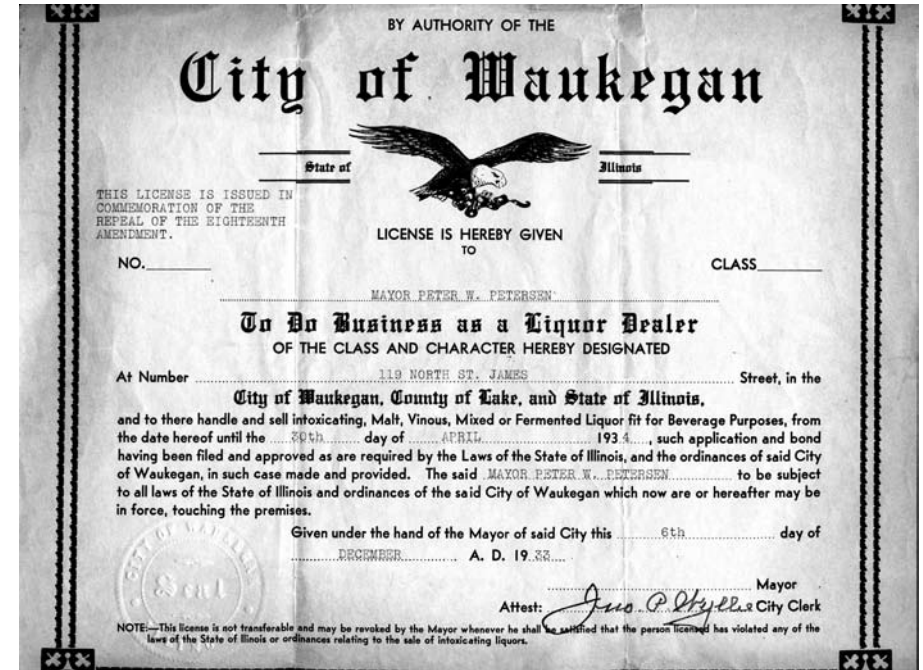 BY AUTHORITY OF THE
City of Waukegan
State of Illinois
THIS LICENSE IS ISSUED IN
COMMEMORATION OF THE
REPEAL OF THE EIGHTEENTH
AMENDMENT.
LICENSE IS HEREBY GIVEN
TO
NO. CLASS
MAYOR PETER W. PETERSEN
To Do Business as a Liquor Dealer
OF THE CLASS AND CHARACTER HEREBY DESIGNATED
At Number 119 NORTH ST. JAMES Street, in the
City of Waukegan, County of Lake, and State of Illinois,
and to there handle and sell intoxicating, Malt, Vinous, Mixed or Fermented Liquor fit for Beverage Purposes, from
the date hereof until the 30th day of APRIL 1934, such application and bond
having been filed and approved as are required by the Laws of the State of Illinois, and the ordinances of said City
of Waukegan, in such case made and provided. The said MAYOR PETER W. PETERSEN to be subject
to all laws of the State of Illinois and ordinances of the said City of Waukegan which now are or hereafter may be
in force, touching the premises.
Given under the hand of the Mayor of said City this 6th day of
DECEMBER A. D. 19 33
CITY OF WAUKEGAN
Seal
Mayor
Attest: Jno. P. Wyllie City Clerk
NOTE:—This license is not transferable and may be revoked by the Mayor whenever he shall be satisfied that the person licensed has violated any of the
laws of the State of Illinois or ordinances relating to the sale of intoxicating liquors.